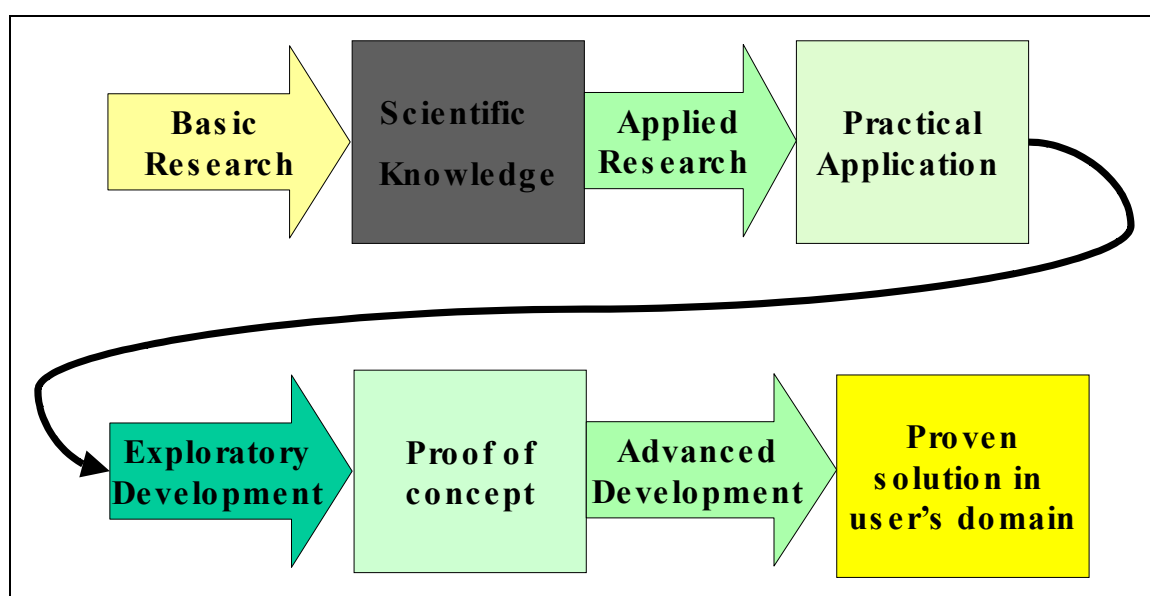 Basic
Research
Scientific
Knowledge
Applied
Research
Practical
Application
Exploratory
Development
Proof of
concept
Advanced
Development
Proven
solution in
user’s domain